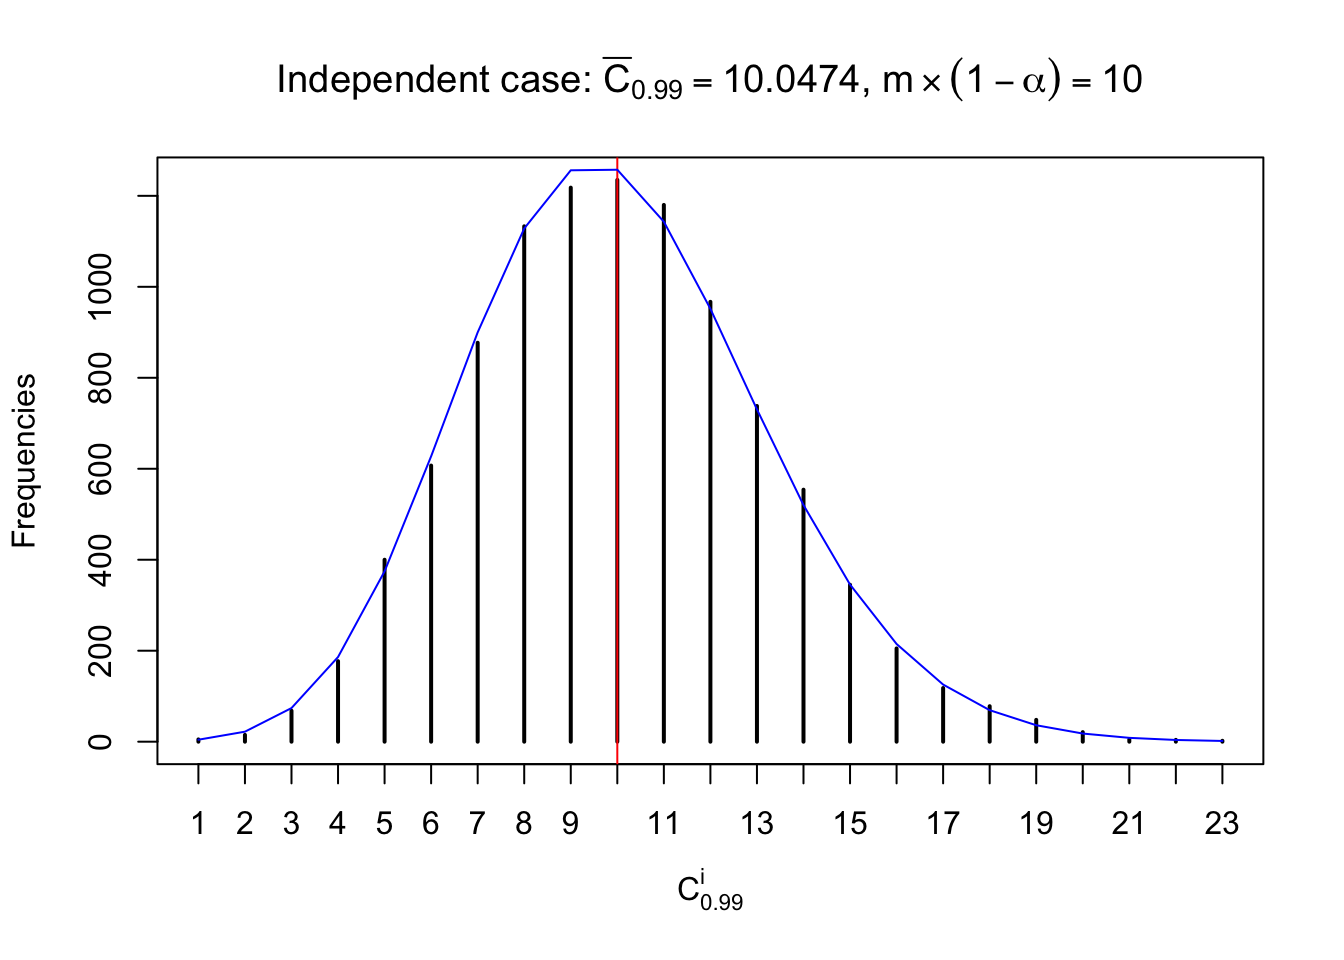 Independent case: C̅₀.₉₉ = 10.0474, m × (1 − α) = 10
Frequencies
1000
800
600
400
200
0
1 2 3 4 5 6 7 8 9 11 13 15 17 19 21 23
Cⁱ₀.₉₉